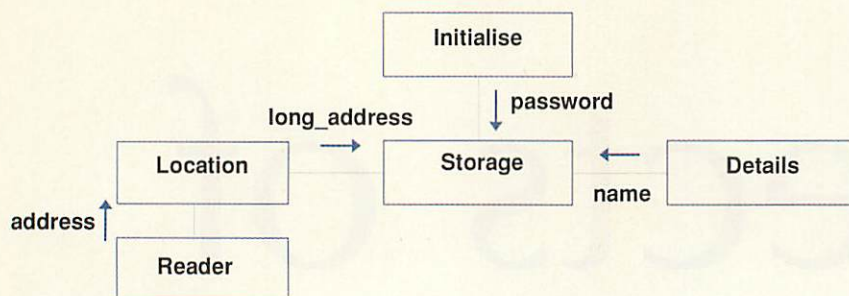 Initialise
password
long_address
Location
Storage
Details
name
address
Reader